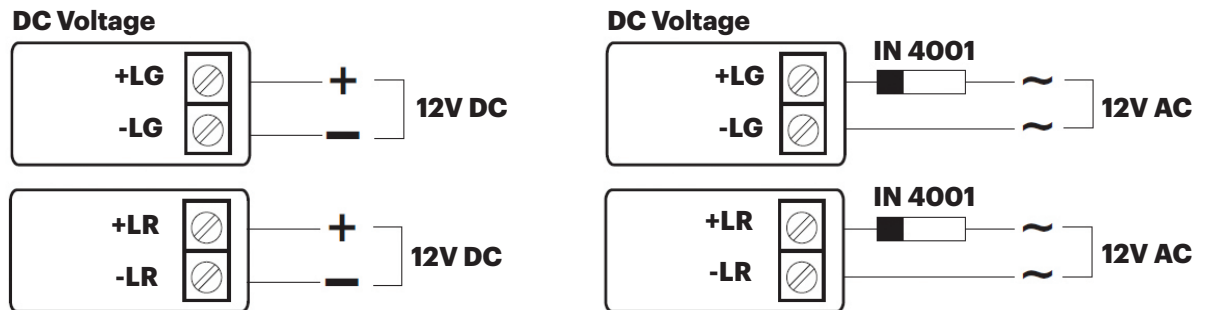 DC Voltage
+LG +
-LG −
12V DC
+LR +
-LR −
12V DC
DC Voltage
IN 4001
+LG ~
-LG ~
12V AC
IN 4001
+LR ~
-LR ~
12V AC